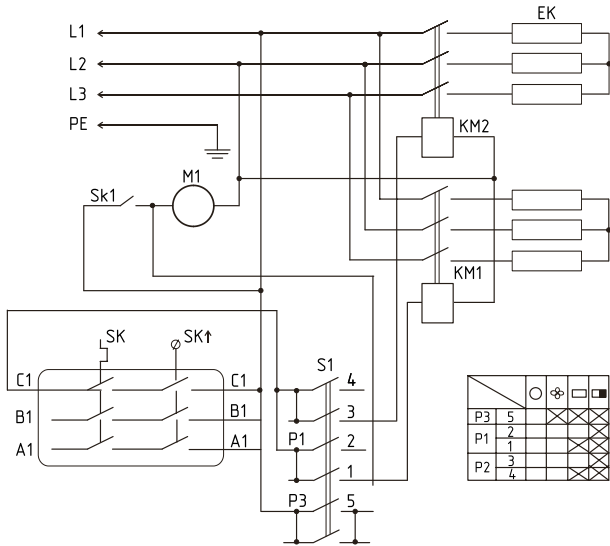 L1
EK
L2
L3
PE
KM2
M1
Sk1
KM1
SK
SK↑
S1
C1
C1
4
B1
B1
3
P1
2
A1
A1
1
P3
5
P3 5
P1 2
1
P2 3
4